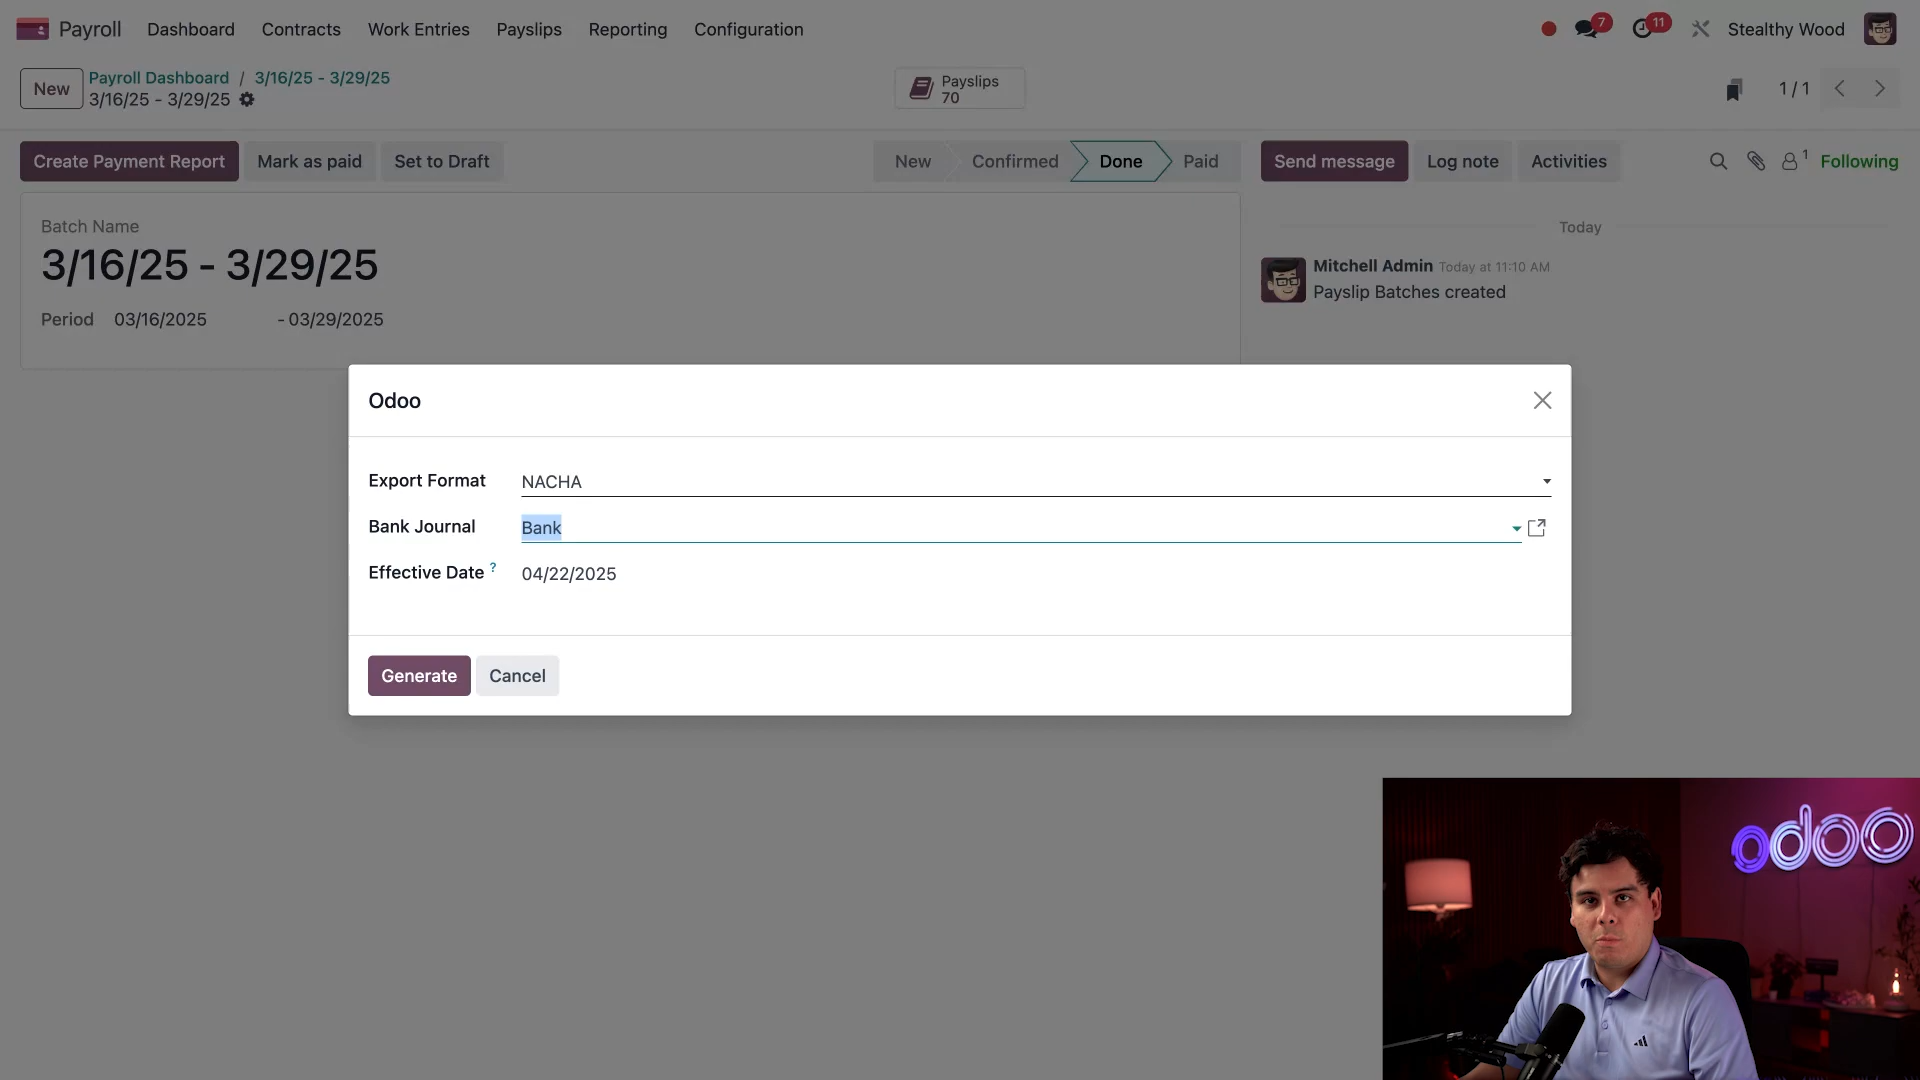 Payroll Dashboard Contracts Work Entries Payslips Reporting Configuration 7 11 Stealthy Wood
New Payroll Dashboard / 3/16/25 - 3/29/25
3/16/25 - 3/29/25
Payslips
70
1 / 1
Create Payment Report Mark as paid Set to Draft New Confirmed Done Paid Send message Log note Activities 1 Following
Batch Name
3/16/25 - 3/29/25
Period 03/16/2025 - 03/29/2025
Today
Mitchell Admin Today at 11:10 AM
Payslip Batches created
Odoo
Export Format NACHA
Bank Journal Bank
Effective Date ? 04/22/2025
Generate Cancel
odoo